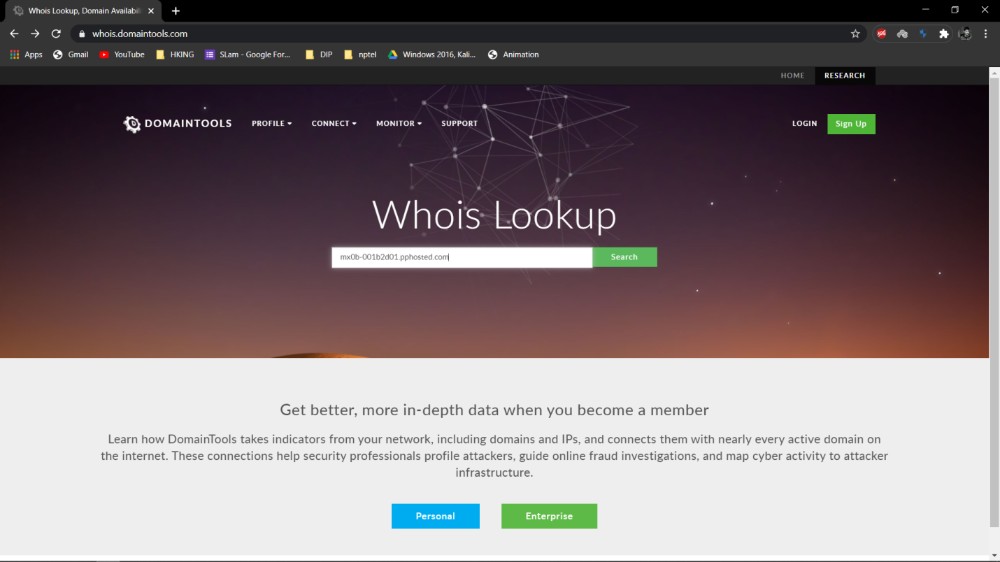 Whois Lookup, Domain Availabili
whois.domaintools.com
Apps Gmail YouTube HKING SLam - Google For... DIP nptel Windows 2016, Kali... Animation
HOME RESEARCH
DOMAINTOOLS PROFILE CONNECT MONITOR SUPPORT LOGIN Sign Up
Whois Lookup
mx0b-001b2d01.pphosted.com Search
Get better, more in-depth data when you become a member
Learn how DomainTools takes indicators from your network, including domains and IPs, and connects them with nearly every active domain on
the internet. These connections help security professionals profile attackers, guide online fraud investigations, and map cyber activity to attacker
infrastructure.
Personal Enterprise